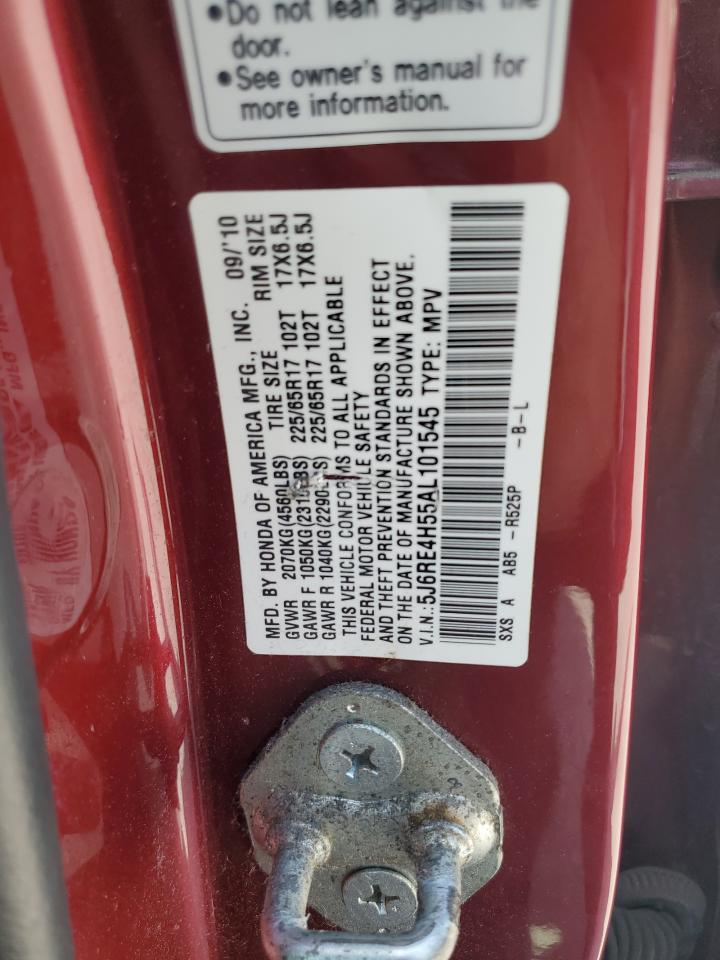 •Do not lean against the
door.
•See owner's manual for
more information.
MFD. BY HONDA OF AMERICA MFG., INC. 09/'10
GVWR 2070KG(4560LBS) TIRE SIZE RIM SIZE
GAWR F 1050KG(2310LBS) 225/65R17 102T 17X6.5J
GAWR R 1040KG(2290LBS) 225/65R17 102T 17X6.5J
THIS VEHICLE CONFORMS TO ALL APPLICABLE
FEDERAL MOTOR VEHICLE SAFETY
AND THEFT PREVENTION STANDARDS IN EFFECT
ON THE DATE OF MANUFACTURE SHOWN ABOVE.
V.I.N.:5J6RE4H55AL101545 TYPE: MPV
SXS A AB5 -R525P -B-L